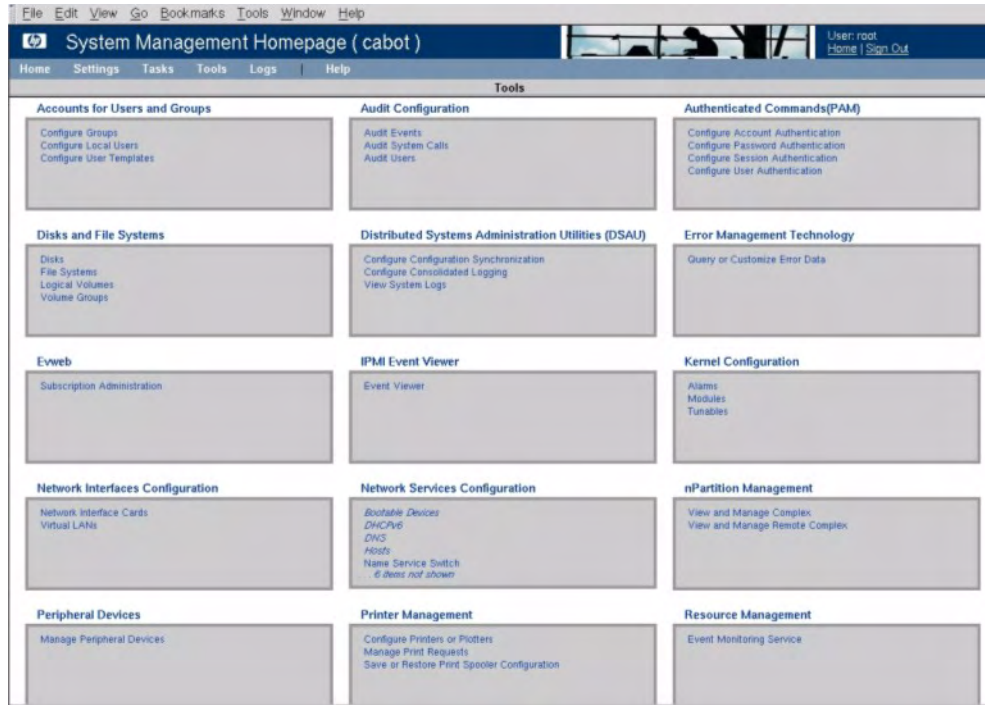 File Edit View Go Bookmarks Tools Window Help
hp System Management Homepage ( cabot )
User: root
Home | Sign Out
Home Settings Tasks Tools Logs | Help
Tools
Accounts for Users and Groups
Configure Groups
Configure Local Users
Configure User Templates
Audit Configuration
Audit Events
Audit System Calls
Audit Users
Authenticated Commands(PAM)
Configure Account Authentication
Configure Password Authentication
Configure Session Authentication
Configure User Authentication
Disks and File Systems
Disks
File Systems
Logical Volumes
Volume Groups
Distributed Systems Administration Utilities (DSAU)
Configure Configuration Synchronization
Configure Consolidated Logging
View System Logs
Error Management Technology
Query or Customize Error Data
Evweb
Subscription Administration
IPMI Event Viewer
Event Viewer
Kernel Configuration
Alarms
Modules
Tunables
Network Interfaces Configuration
Network Interface Cards
Virtual LANs
Network Services Configuration
Bootable Devices
DHCPv6
DNS
Hosts
Name Service Switch
...6 items not shown
nPartition Management
View and Manage Complex
View and Manage Remote Complex
Peripheral Devices
Manage Peripheral Devices
Printer Management
Configure Printers or Plotters
Manage Print Requests
Save or Restore Print Spooler Configuration
Resource Management
Event Monitoring Service